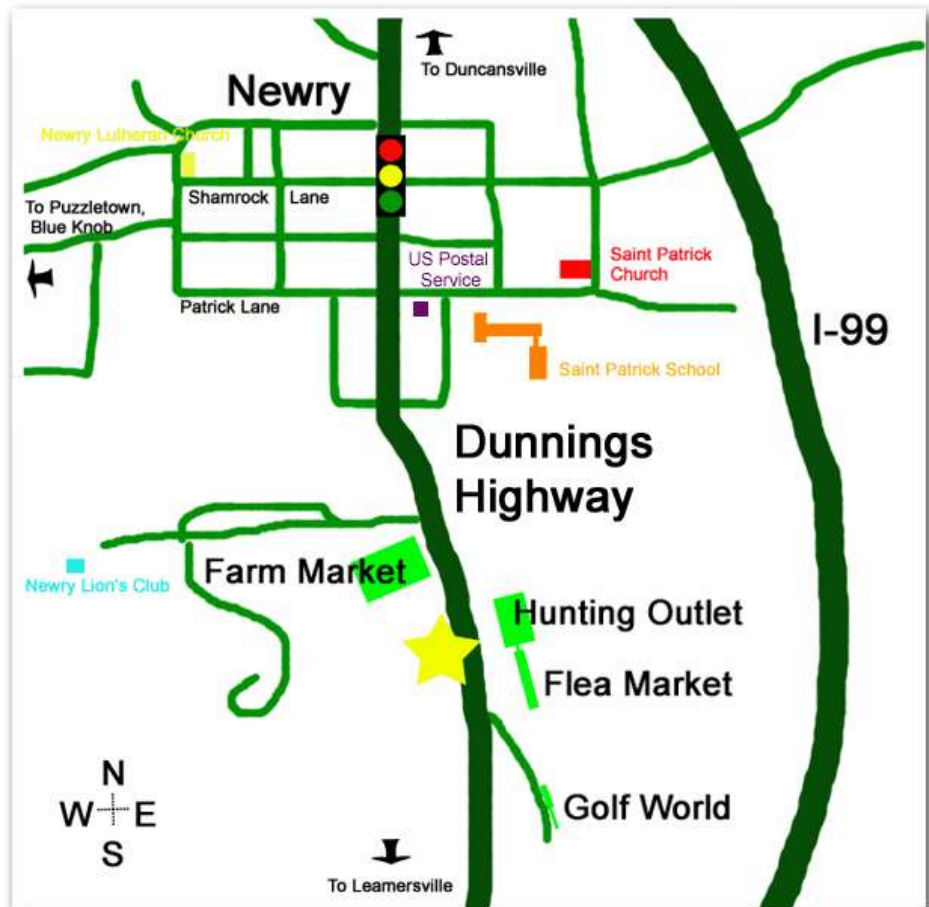 To Duncansville
Newry
Newry Lutheran Church
Shamrock Lane
To Puzzletown,
Blue Knob
US Postal
Service
Saint Patrick
Church
Patrick Lane
I-99
Saint Patrick School
Dunnings
Highway
Farm Market
Newry Lion's Club
Hunting Outlet
Flea Market
N
W E
S
Golf World
To Leamersville